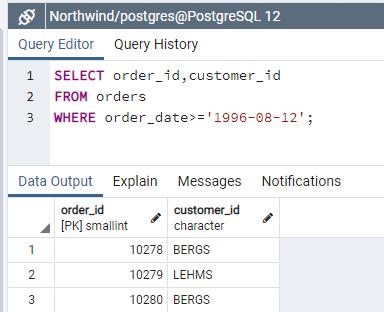 Northwind/postgres@PostgreSQL 12
Query Editor Query History
1 SELECT order_id,customer_id
2 FROM orders
3 WHERE order_date>='1996-08-12';
Data Output Explain Messages Notifications
order_id customer_id
[PK] smallint character
1 10278 BERGS
2 10279 LEHMS
3 10280 BERGS